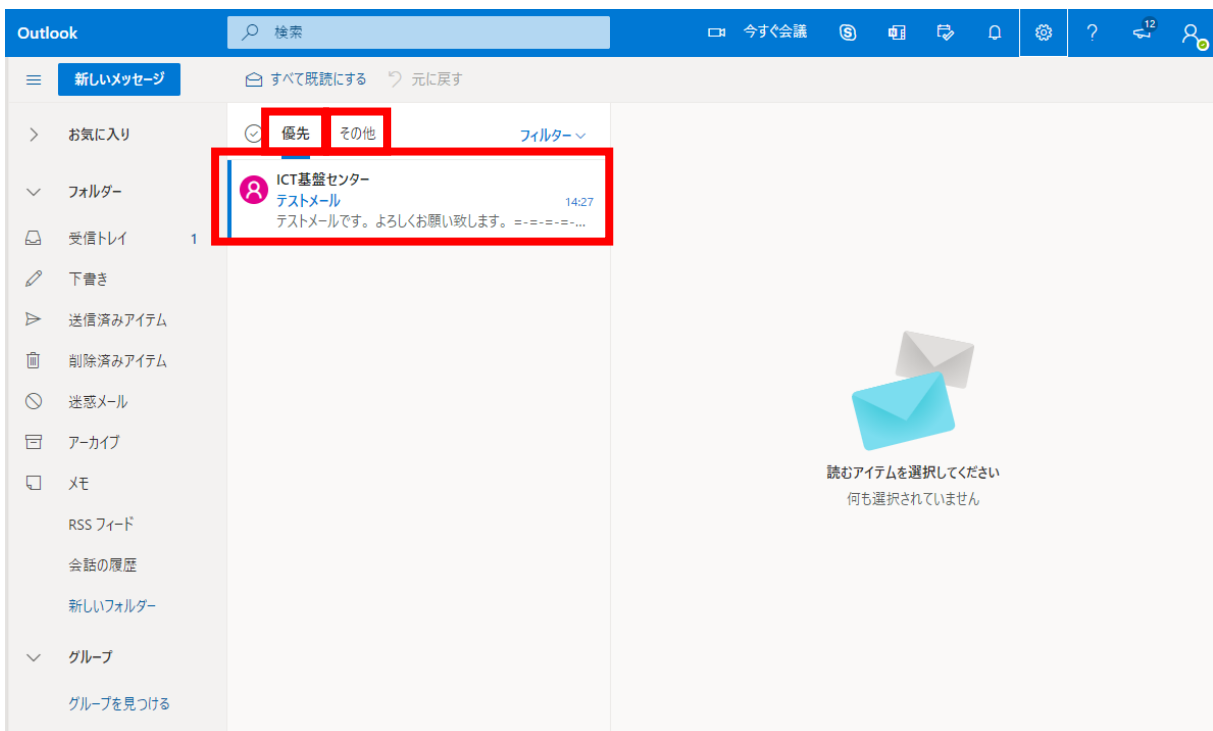 Outlook
検索
今すぐ会議
12
新しいメッセージ
すべて既読にする
元に戻す
お気に入り
フォルダー
受信トレイ 1
下書き
送信済みアイテム
削除済みアイテム
迷惑メール
アーカイブ
メモ
RSS フィード
会話の履歴
新しいフォルダー
グループ
グループを見つける
優先 その他 フィルター
ICT基盤センター
テストメール 14:27
テストメールです。よろしくお願い致します。=-=-=-=-...
読むアイテムを選択してください
何も選択されていません